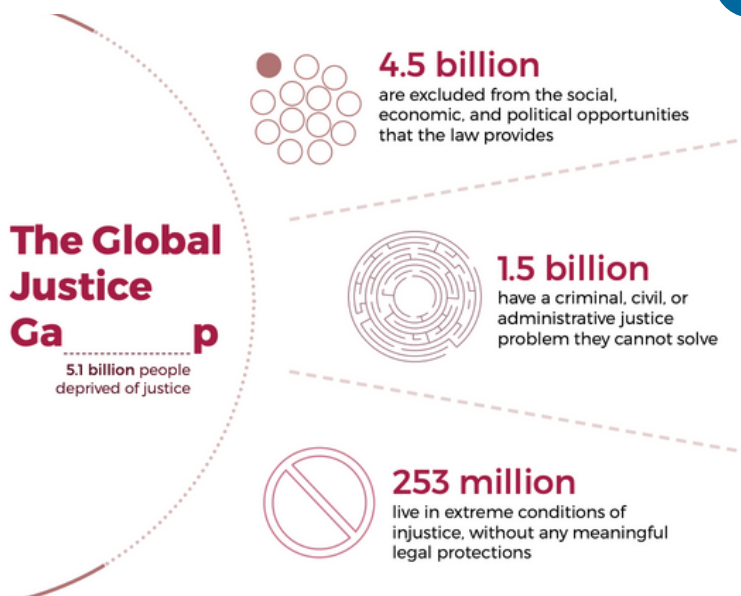 The Global
Justice
Ga_______p
5.1 billion people
deprived of justice
4.5 billion
are excluded from the social,
economic, and political opportunities
that the law provides
1.5 billion
have a criminal, civil, or
administrative justice
problem they cannot solve
253 million
live in extreme conditions of
injustice, without any meaningful
legal protections